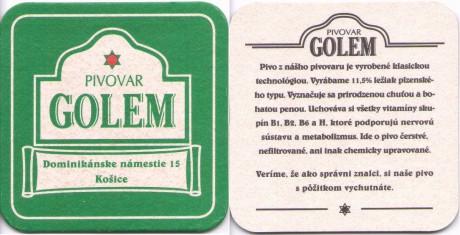 PIVOVAR
GOLEM
Dominikánske námestie 15
Košice
PIVOVAR
GOLEM
Pivo z nášho pivovaru je vyrobené klasickou
technológiou. Vyrábame 11,5% ležiak plzenské-
ho typu. Vyznačuje sa prirodzenou chuťou a bo-
hatou penou. Uchováva si všetky vitamíny sku-
pín B1, B2, B6 a H, ktoré podporujú nervovú
sústavu a metabolizmus. Ide o pivo čerstvé,
nefiltrované, ani inak chemicky upravované.
Veríme, že ako správni znalci, si naše pivo
s pôžitkom vychutnáte.